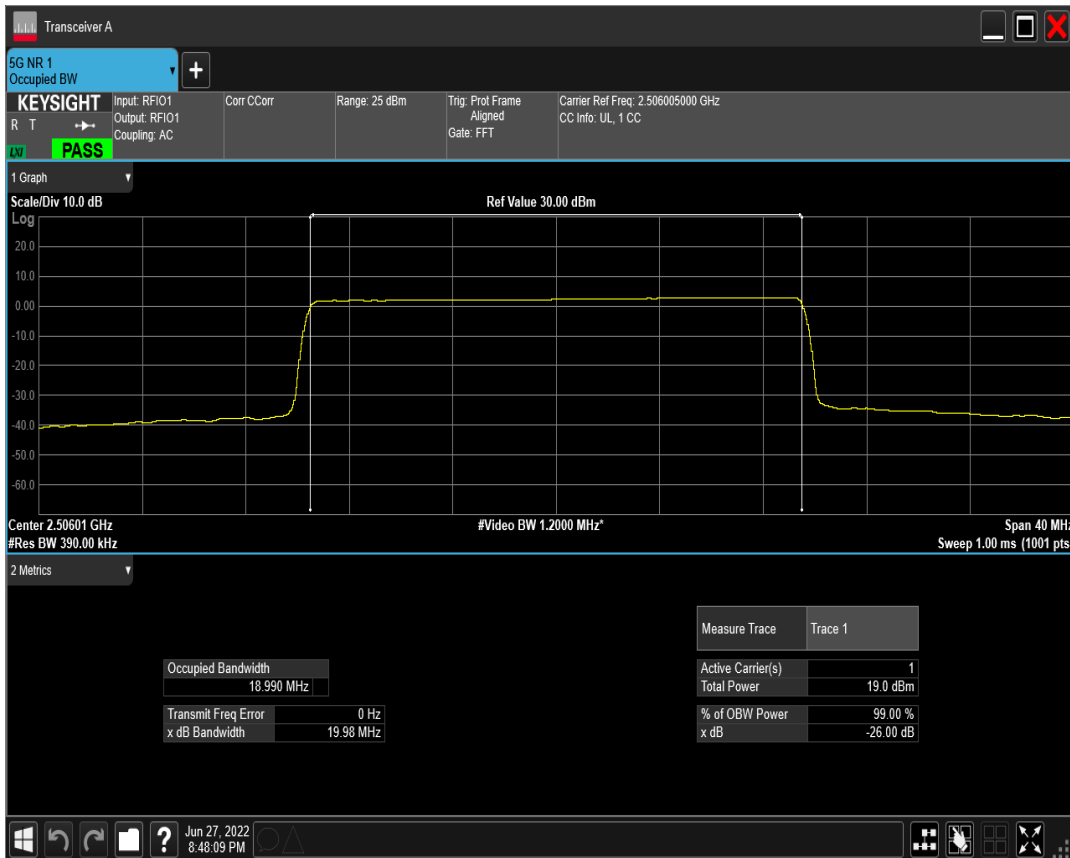 Transceiver A
5G NR 1
Occupied BW
KEYSIGHT
R T
LXI
PASS
Input: RFIO1
Output: RFIO1
Coupling: AC
Corr CCorr
Range: 25 dBm
Trig: Prot Frame
Aligned
Gate: FFT
Carrier Ref Freq: 2.506005000 GHz
CC Info: UL, 1 CC
1 Graph
Scale/Div 10.0 dB
Ref Value 30.00 dBm
Log
20.0
10.0
0.00
-10.0
-20.0
-30.0
-40.0
-50.0
-60.0
Center 2.50601 GHz
#Video BW 1.2000 MHz*
Span 40 MHz
#Res BW 390.00 kHz
Sweep 1.00 ms (1001 pts
2 Metrics
Measure Trace Trace 1
Occupied Bandwidth
18.990 MHz
Active Carrier(s) 1
Total Power 19.0 dBm
Transmit Freq Error 0 Hz
x dB Bandwidth 19.98 MHz
% of OBW Power 99.00 %
x dB -26.00 dB
?
Jun 27, 2022
8:48:09 PM